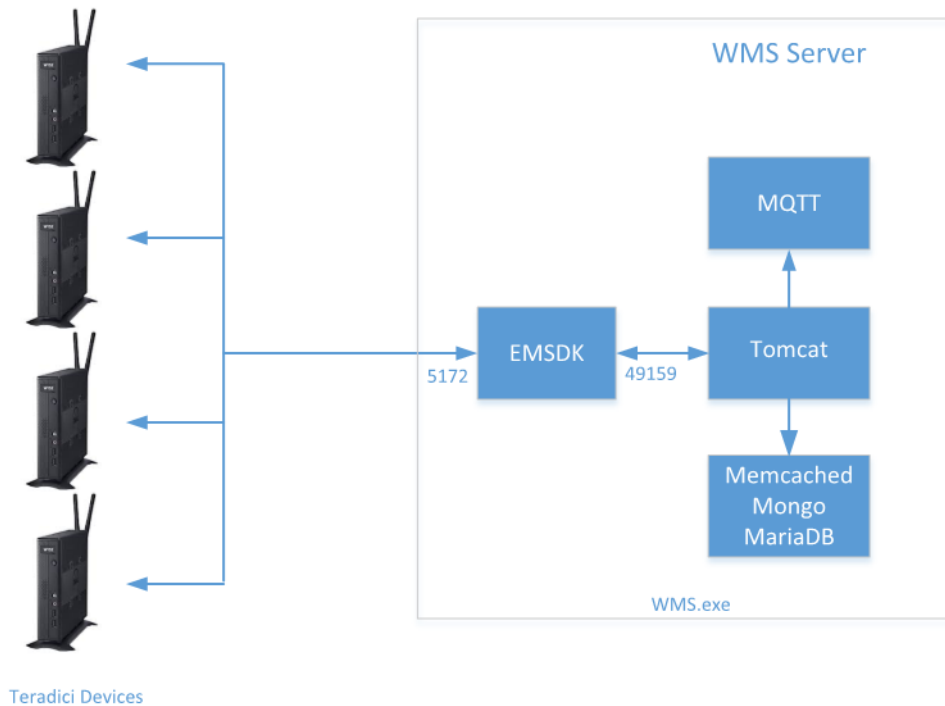 WMS Server
MQTT
EMSDK
Tomcat
5172
49159
Memcached
Mongo
MariaDB
WMS.exe
Teradici Devices